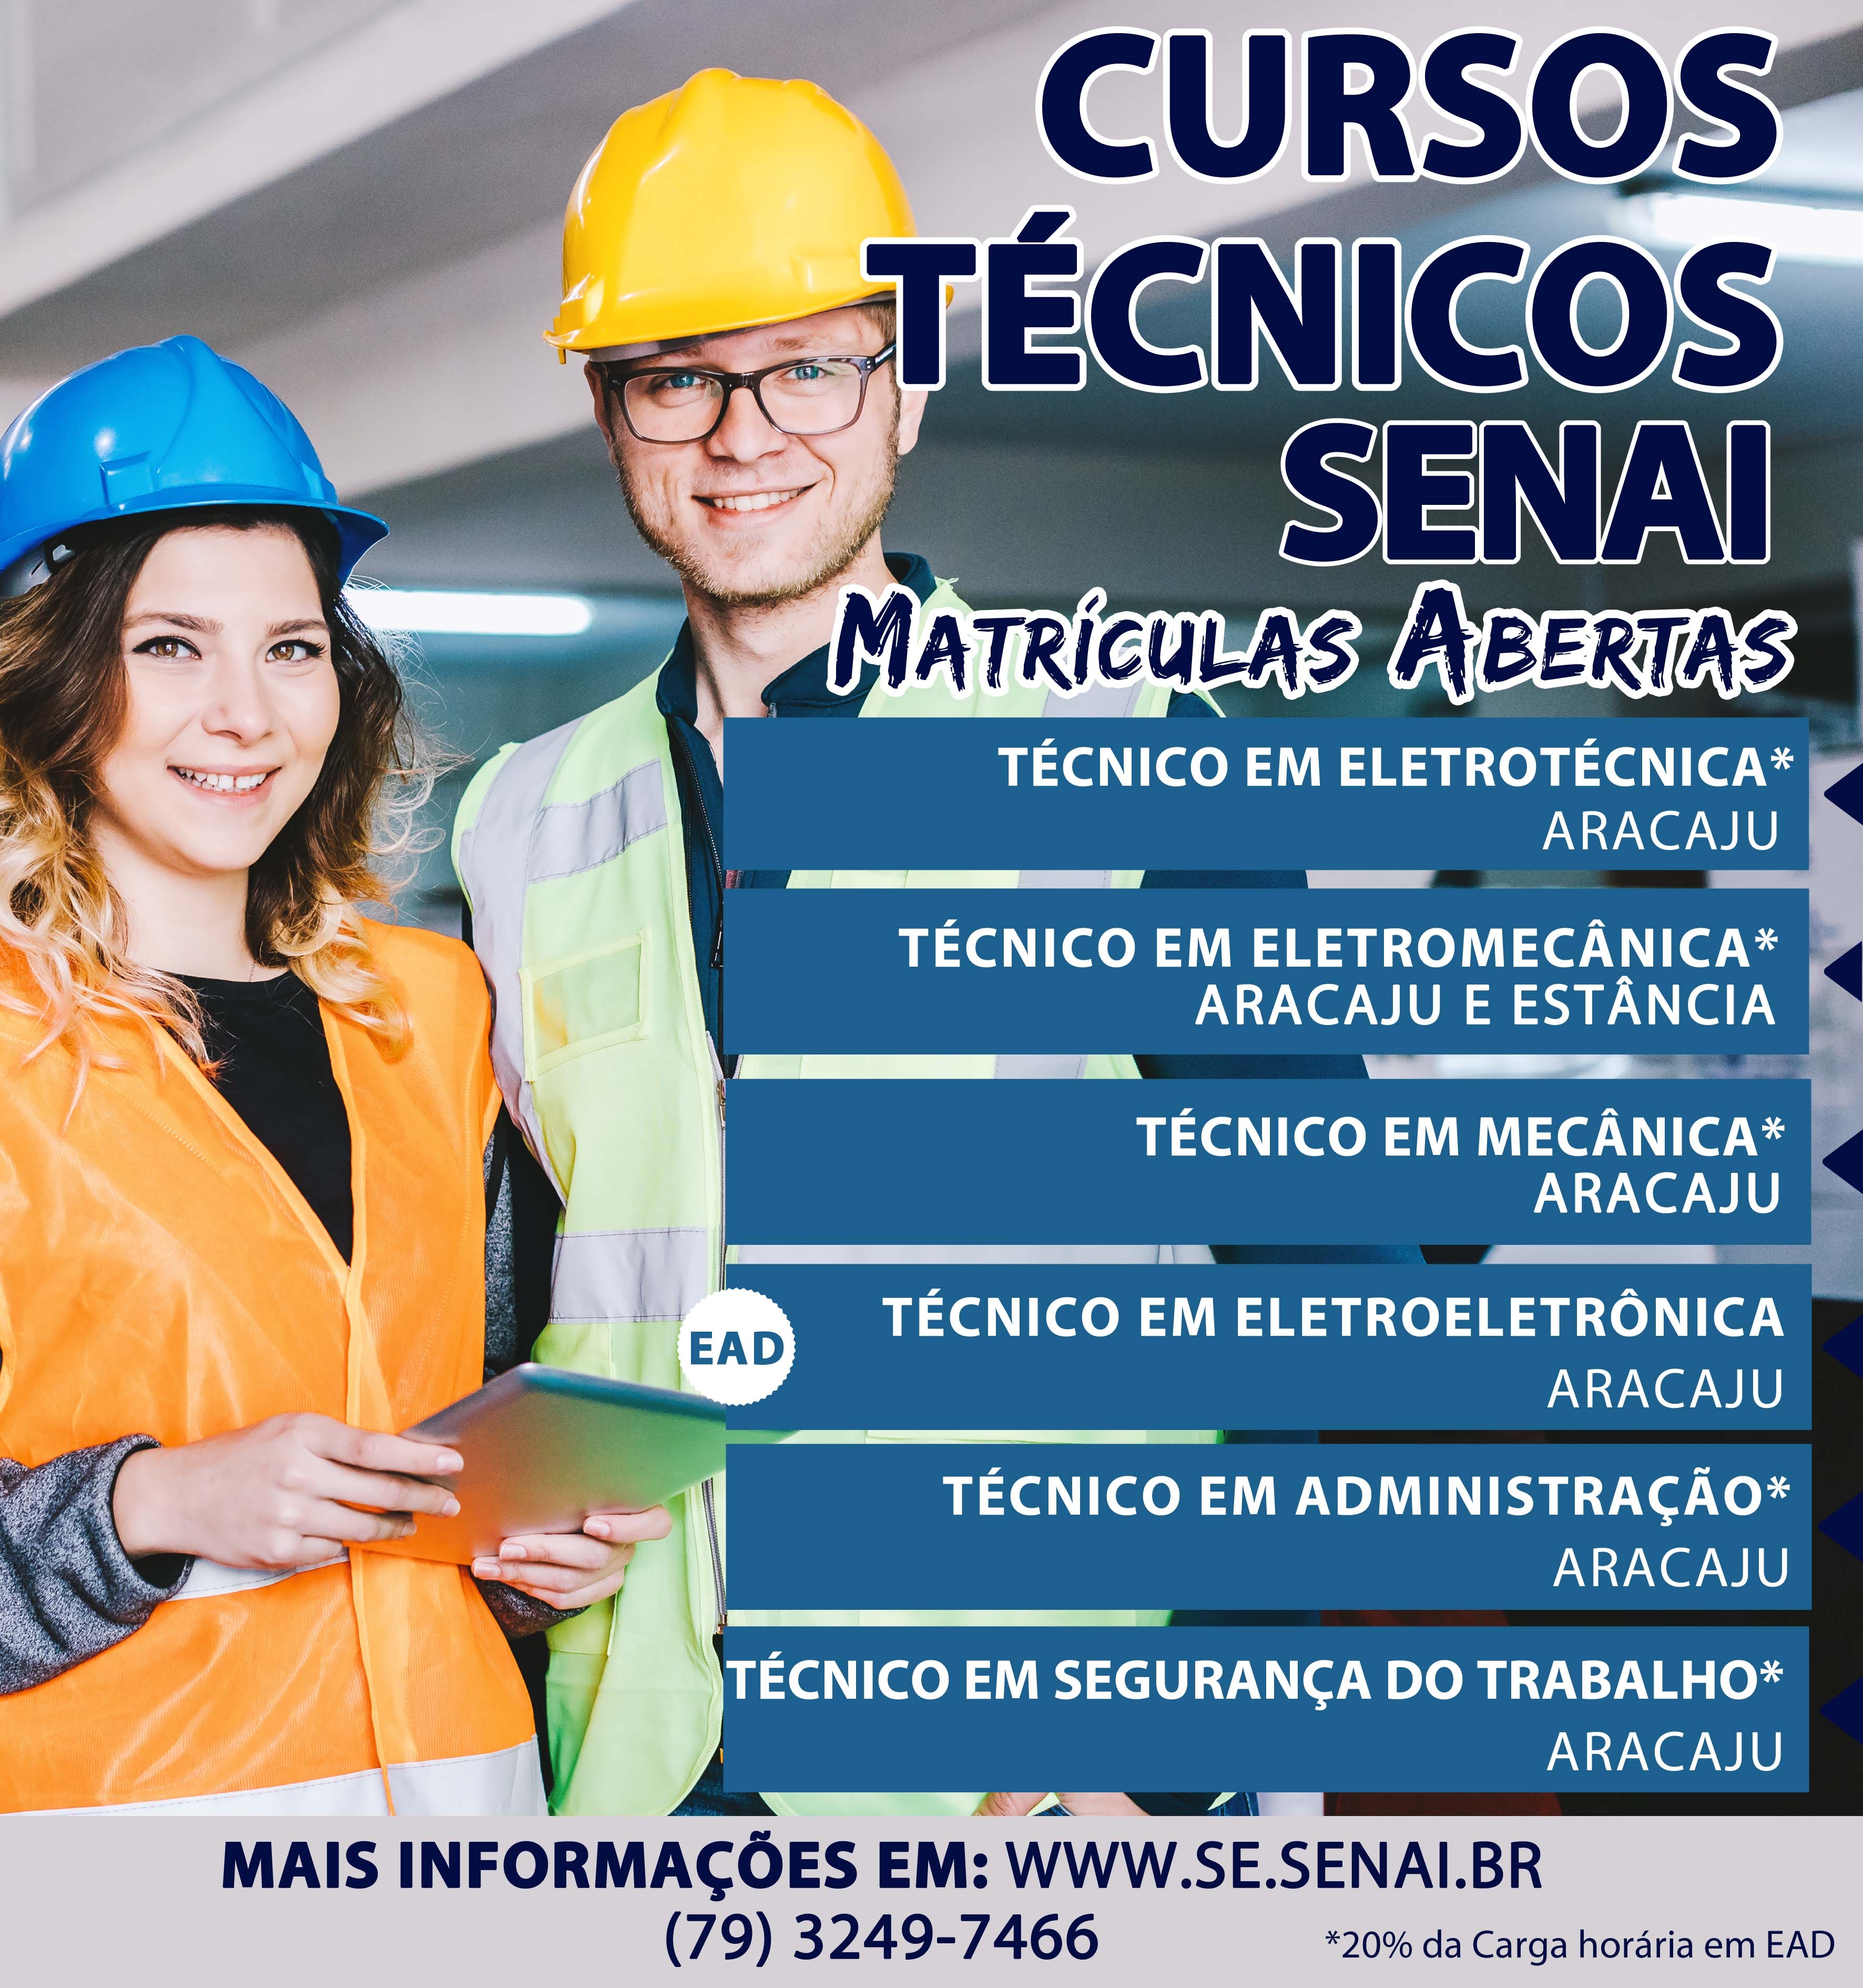 CURSOS
TÉCNICOS
SENAI
MATRÍCULAS ABERTAS
TÉCNICO EM ELETROTÉCNICA*
ARACAJU
TÉCNICO EM ELETROMECÂNICA*
ARACAJU E ESTÂNCIA
TÉCNICO EM MECÂNICA*
ARACAJU
EAD
TÉCNICO EM ELETROELETRÔNICA
ARACAJU
TÉCNICO EM ADMINISTRAÇÃO*
ARACAJU
TÉCNICO EM SEGURANÇA DO TRABALHO*
ARACAJU
MAIS INFORMAÇÕES EM: WWW.SE.SENAI.BR
(79) 3249-7466
*20% da Carga horária em EAD